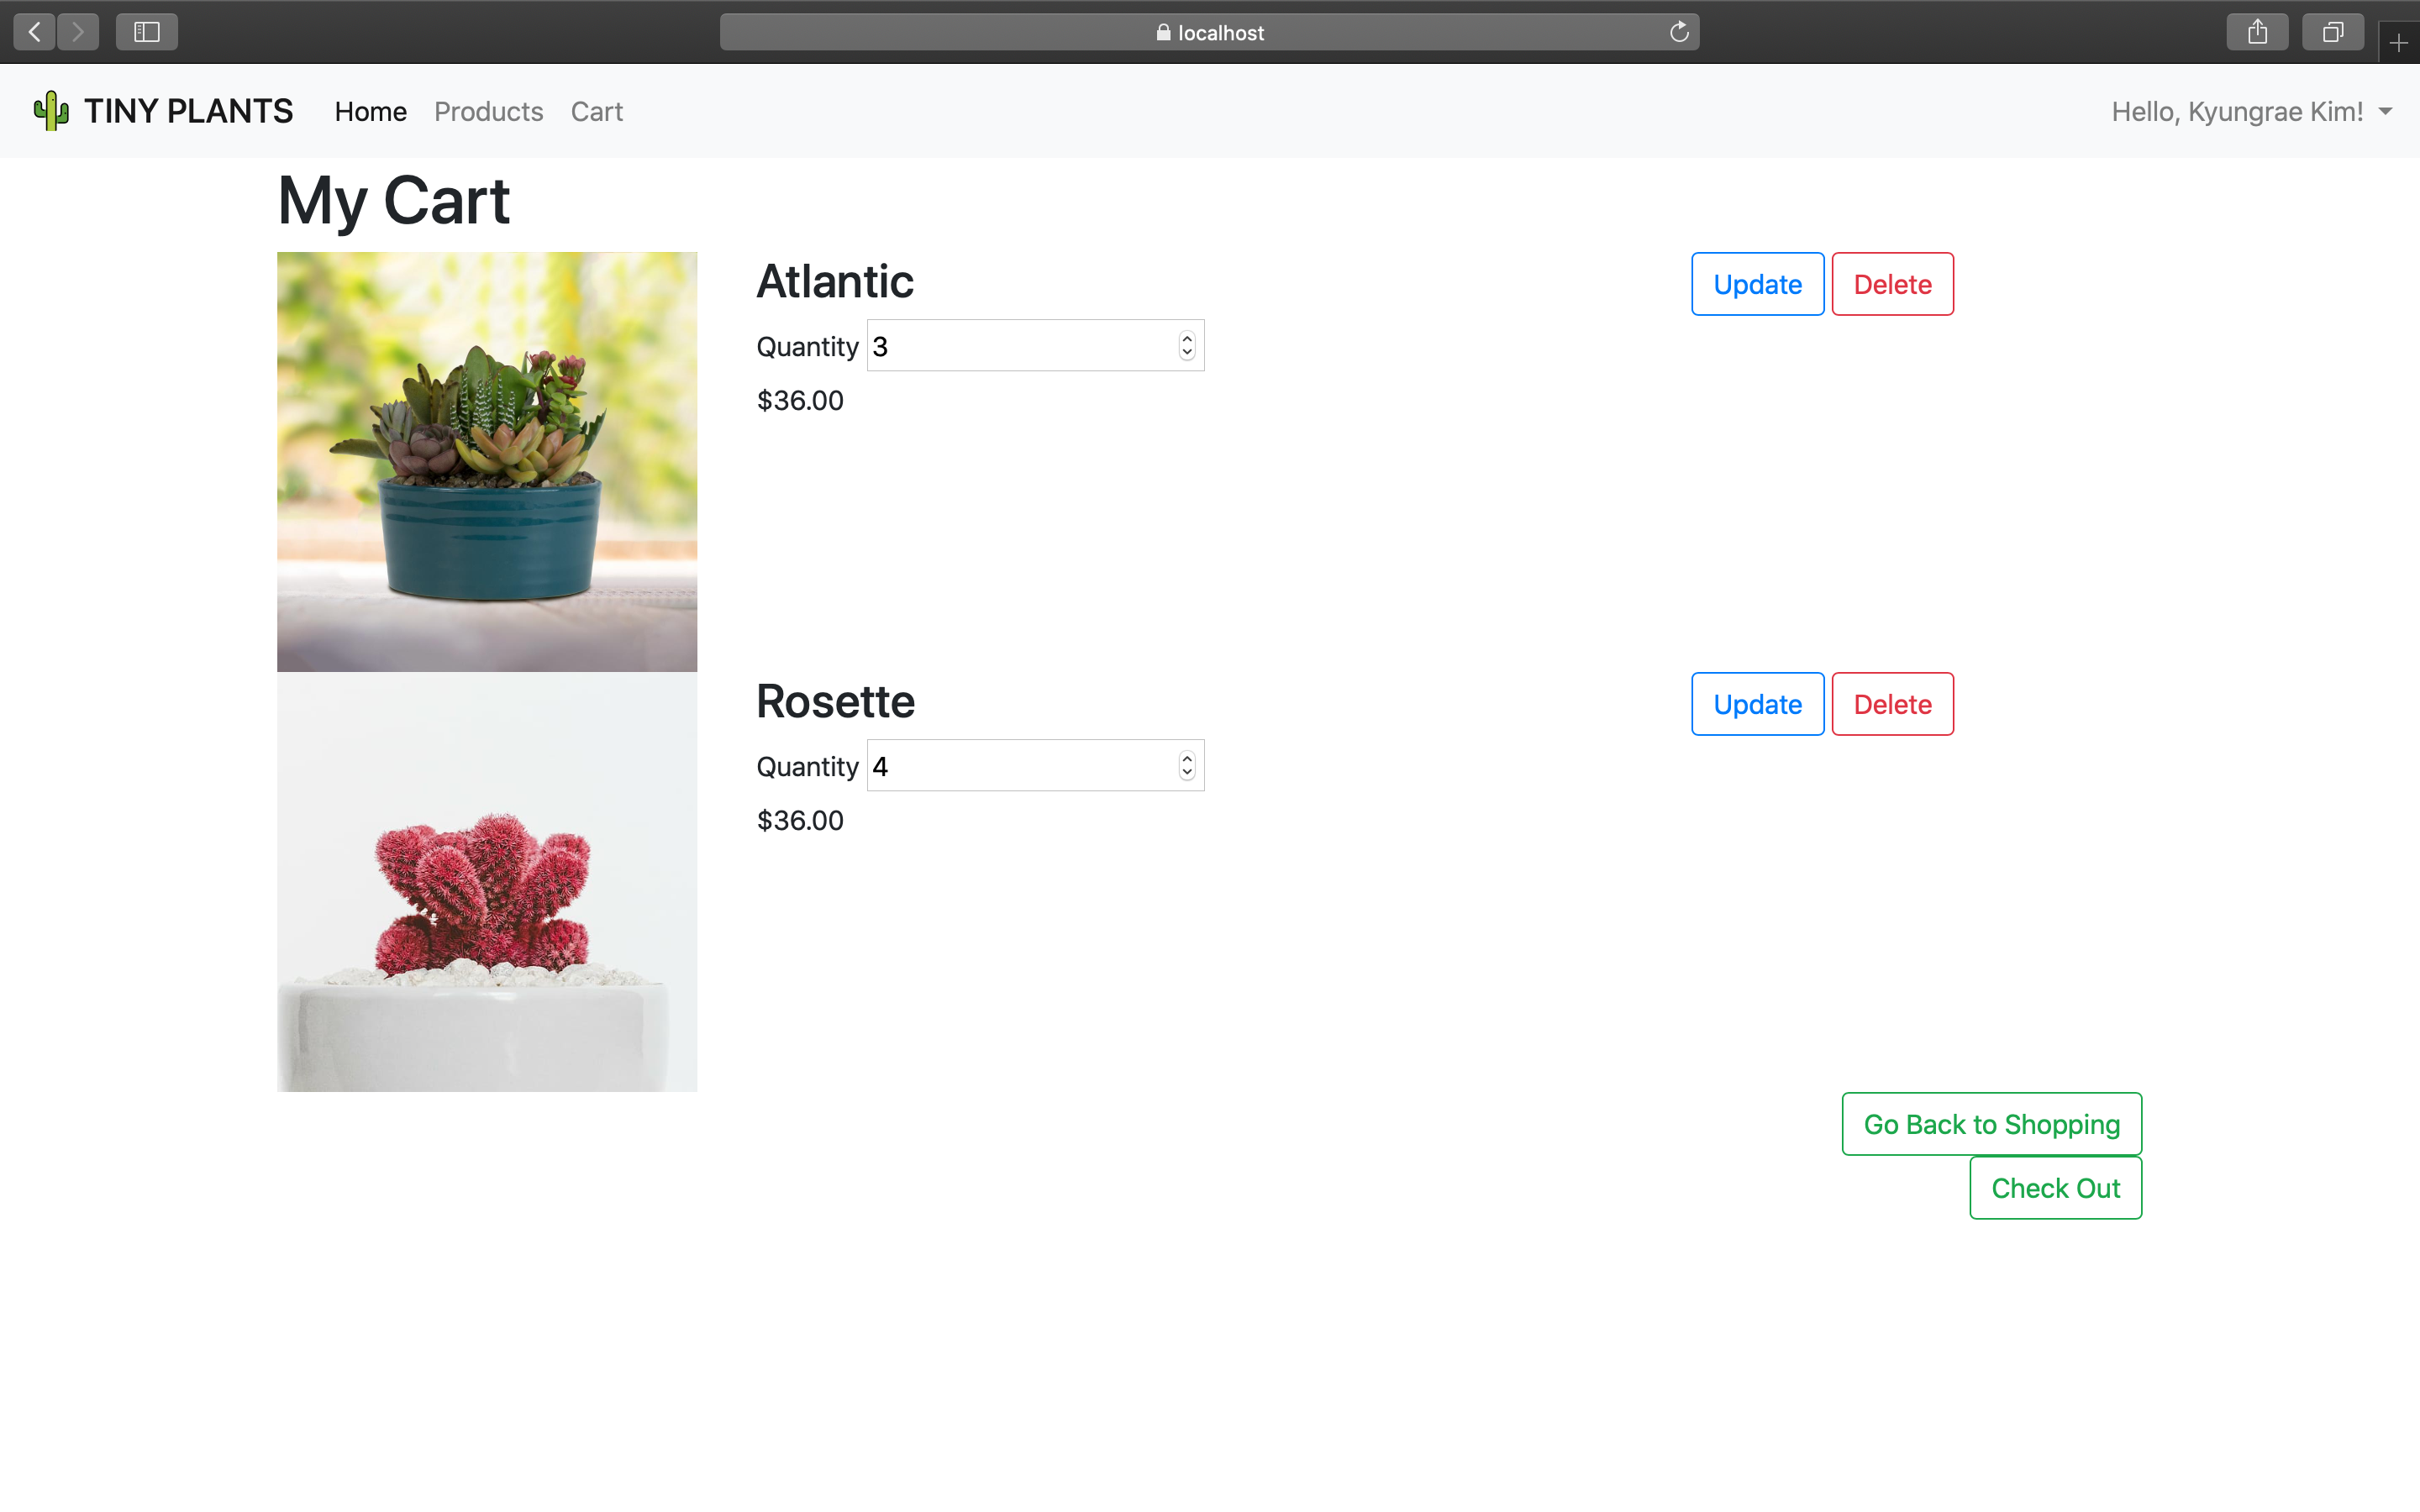 localhost
TINY PLANTS Home Products Cart Hello, Kyungrae Kim!
My Cart
Atlantic Update Delete
Quantity 3
$36.00
Rosette Update Delete
Quantity 4
$36.00
Go Back to Shopping
Check Out